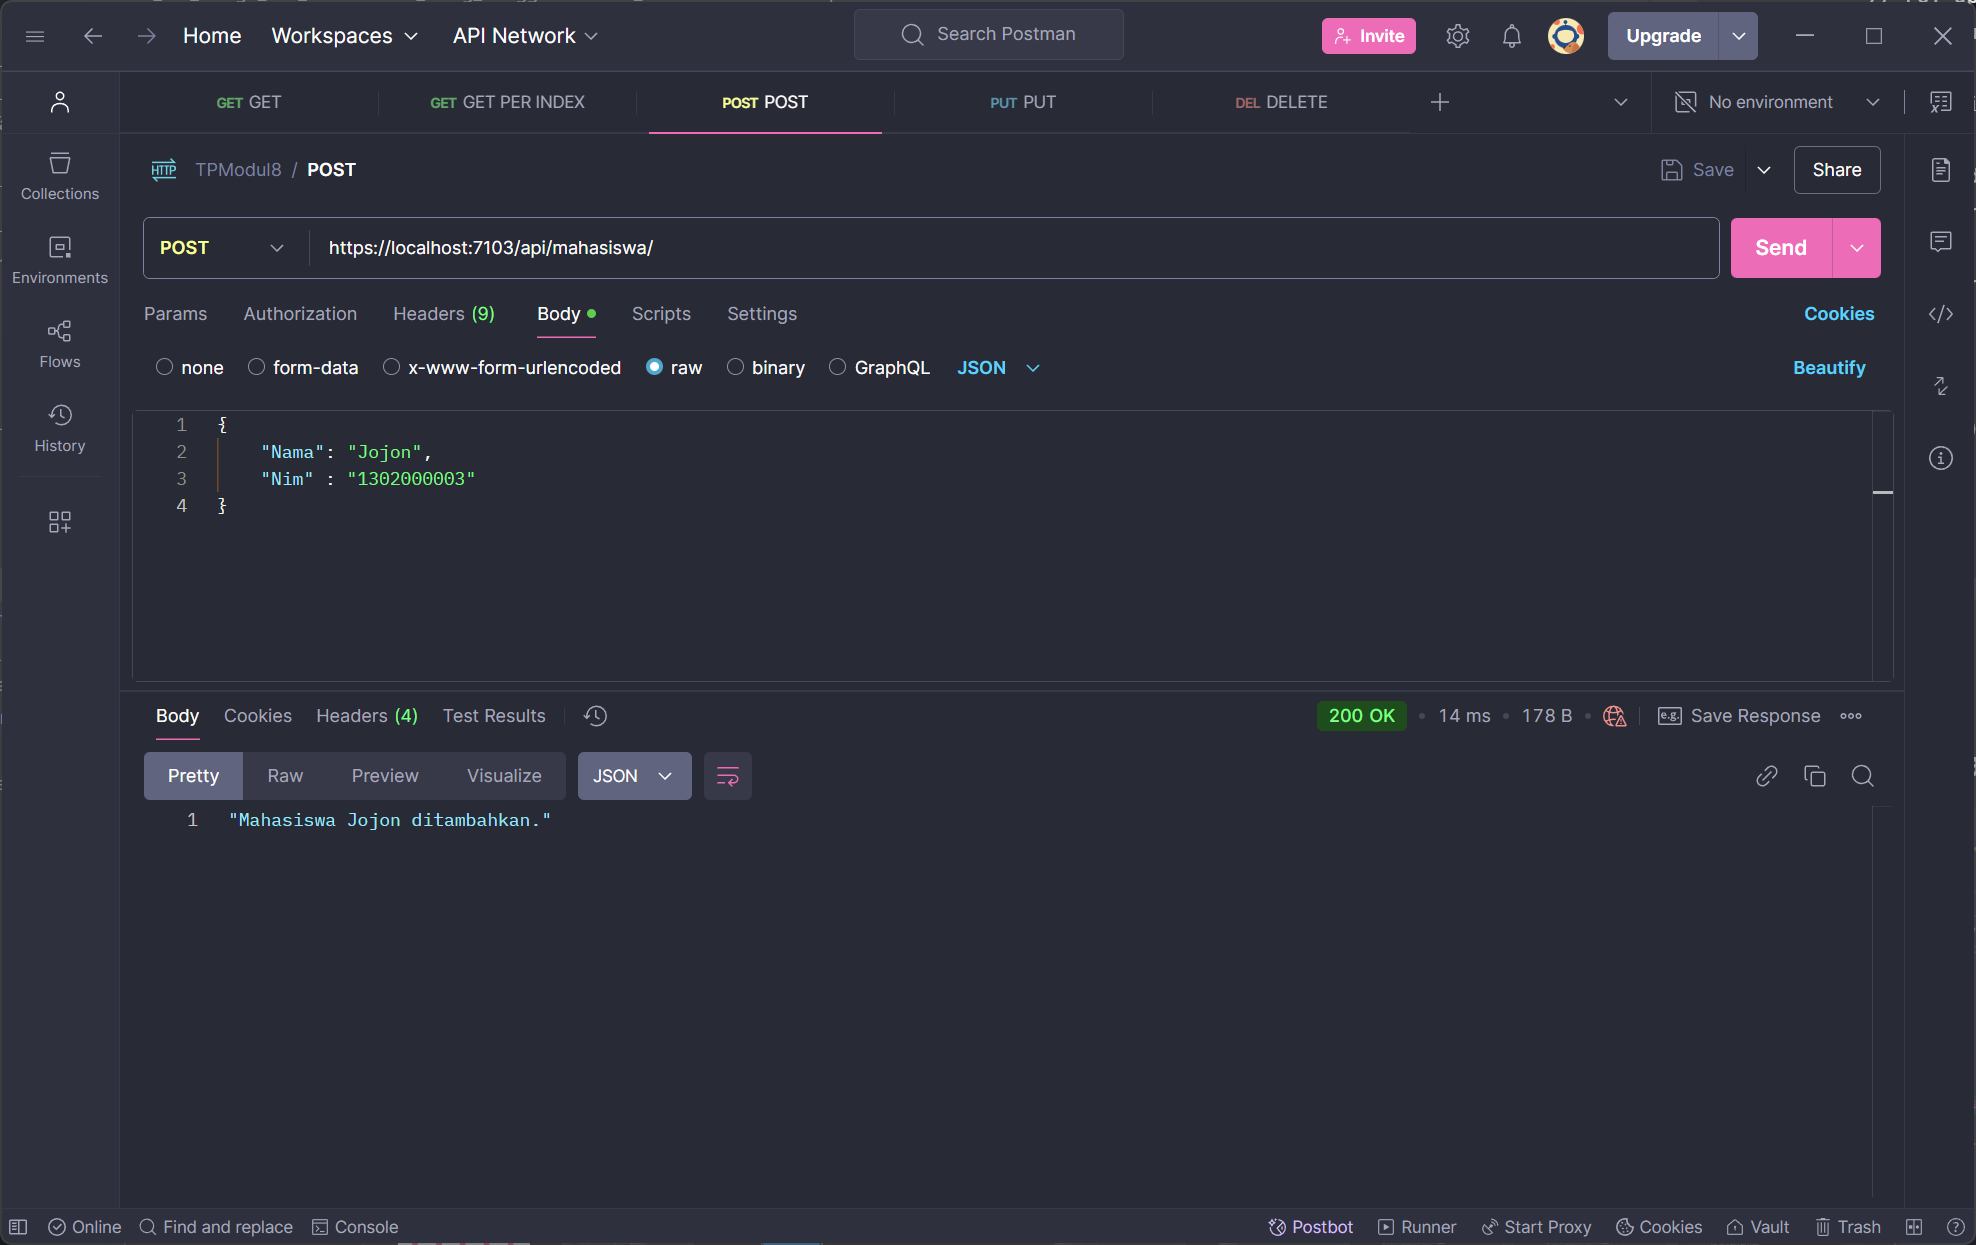 Home Workspaces API Network Search Postman Invite Upgrade
GET GET GET GET PER INDEX POST POST PUT PUT DEL DELETE No environment
HTTP TPModul8 / POST Save Share
Collections
POST https://localhost:7103/api/mahasiswa/ Send
Environments
Params Authorization Headers (9) Body Scripts Settings Cookies
Flows
none form-data x-www-form-urlencoded raw binary GraphQL JSON Beautify
History
1 {
2 "Nama": "Jojon",
3 "Nim" : "1302000003"
4 }
Body Cookies Headers (4) Test Results 200 OK 14 ms 178 B e.g. Save Response
Pretty Raw Preview Visualize JSON
1 "Mahasiswa Jojon ditambahkan."
Online Find and replace Console Postbot Runner Start Proxy Cookies Vault Trash